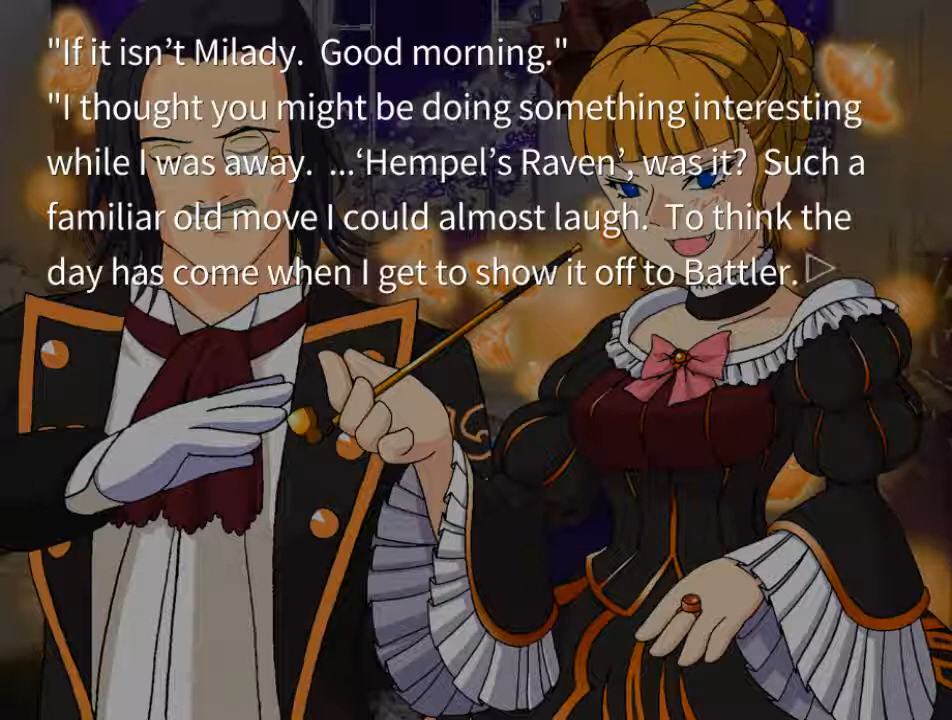 "If it isn’t Milady.  Good morning."
"I thought you might be doing something interesting
while I was away.  ...‘Hempel’s Raven’, was it?  Such a
familiar old move I could almost laugh.  To think the
day has come when I get to show it off to Battler.